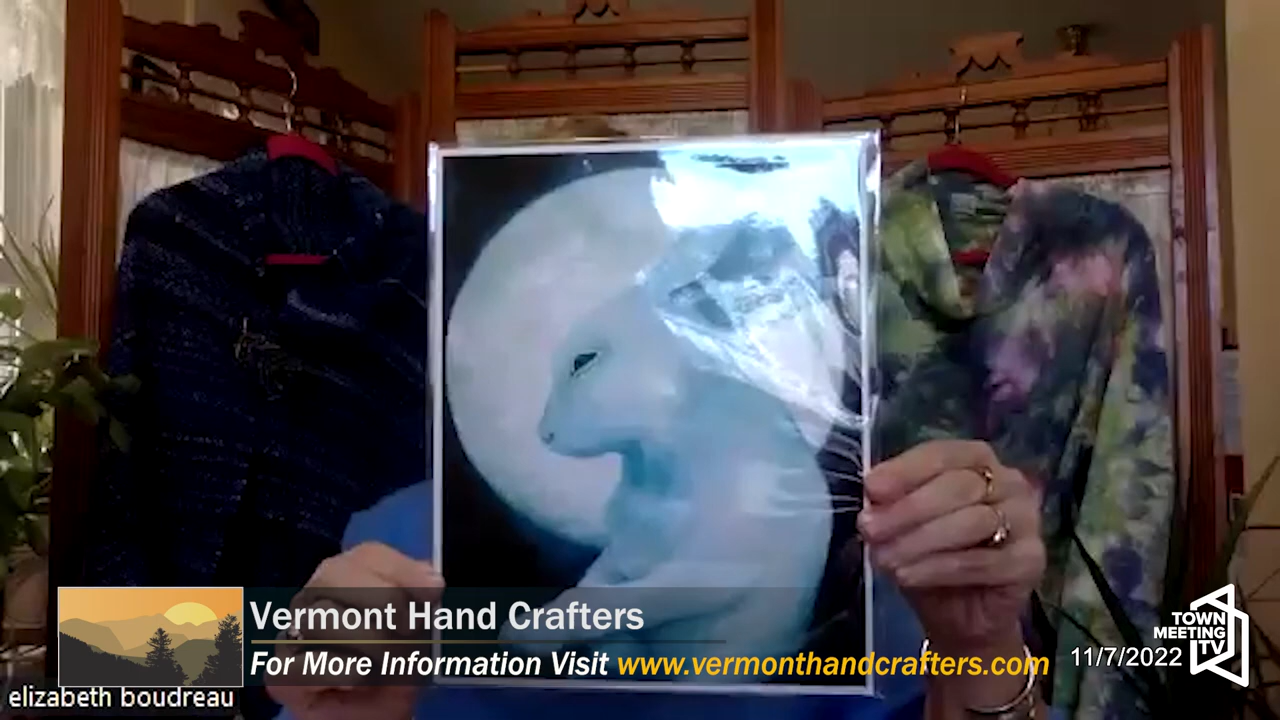 Vermont Hand Crafters
For More Information Visit www.vermonthandcrafters.com
elizabeth boudreau
11/7/2022
TOWN
MEETING
TV